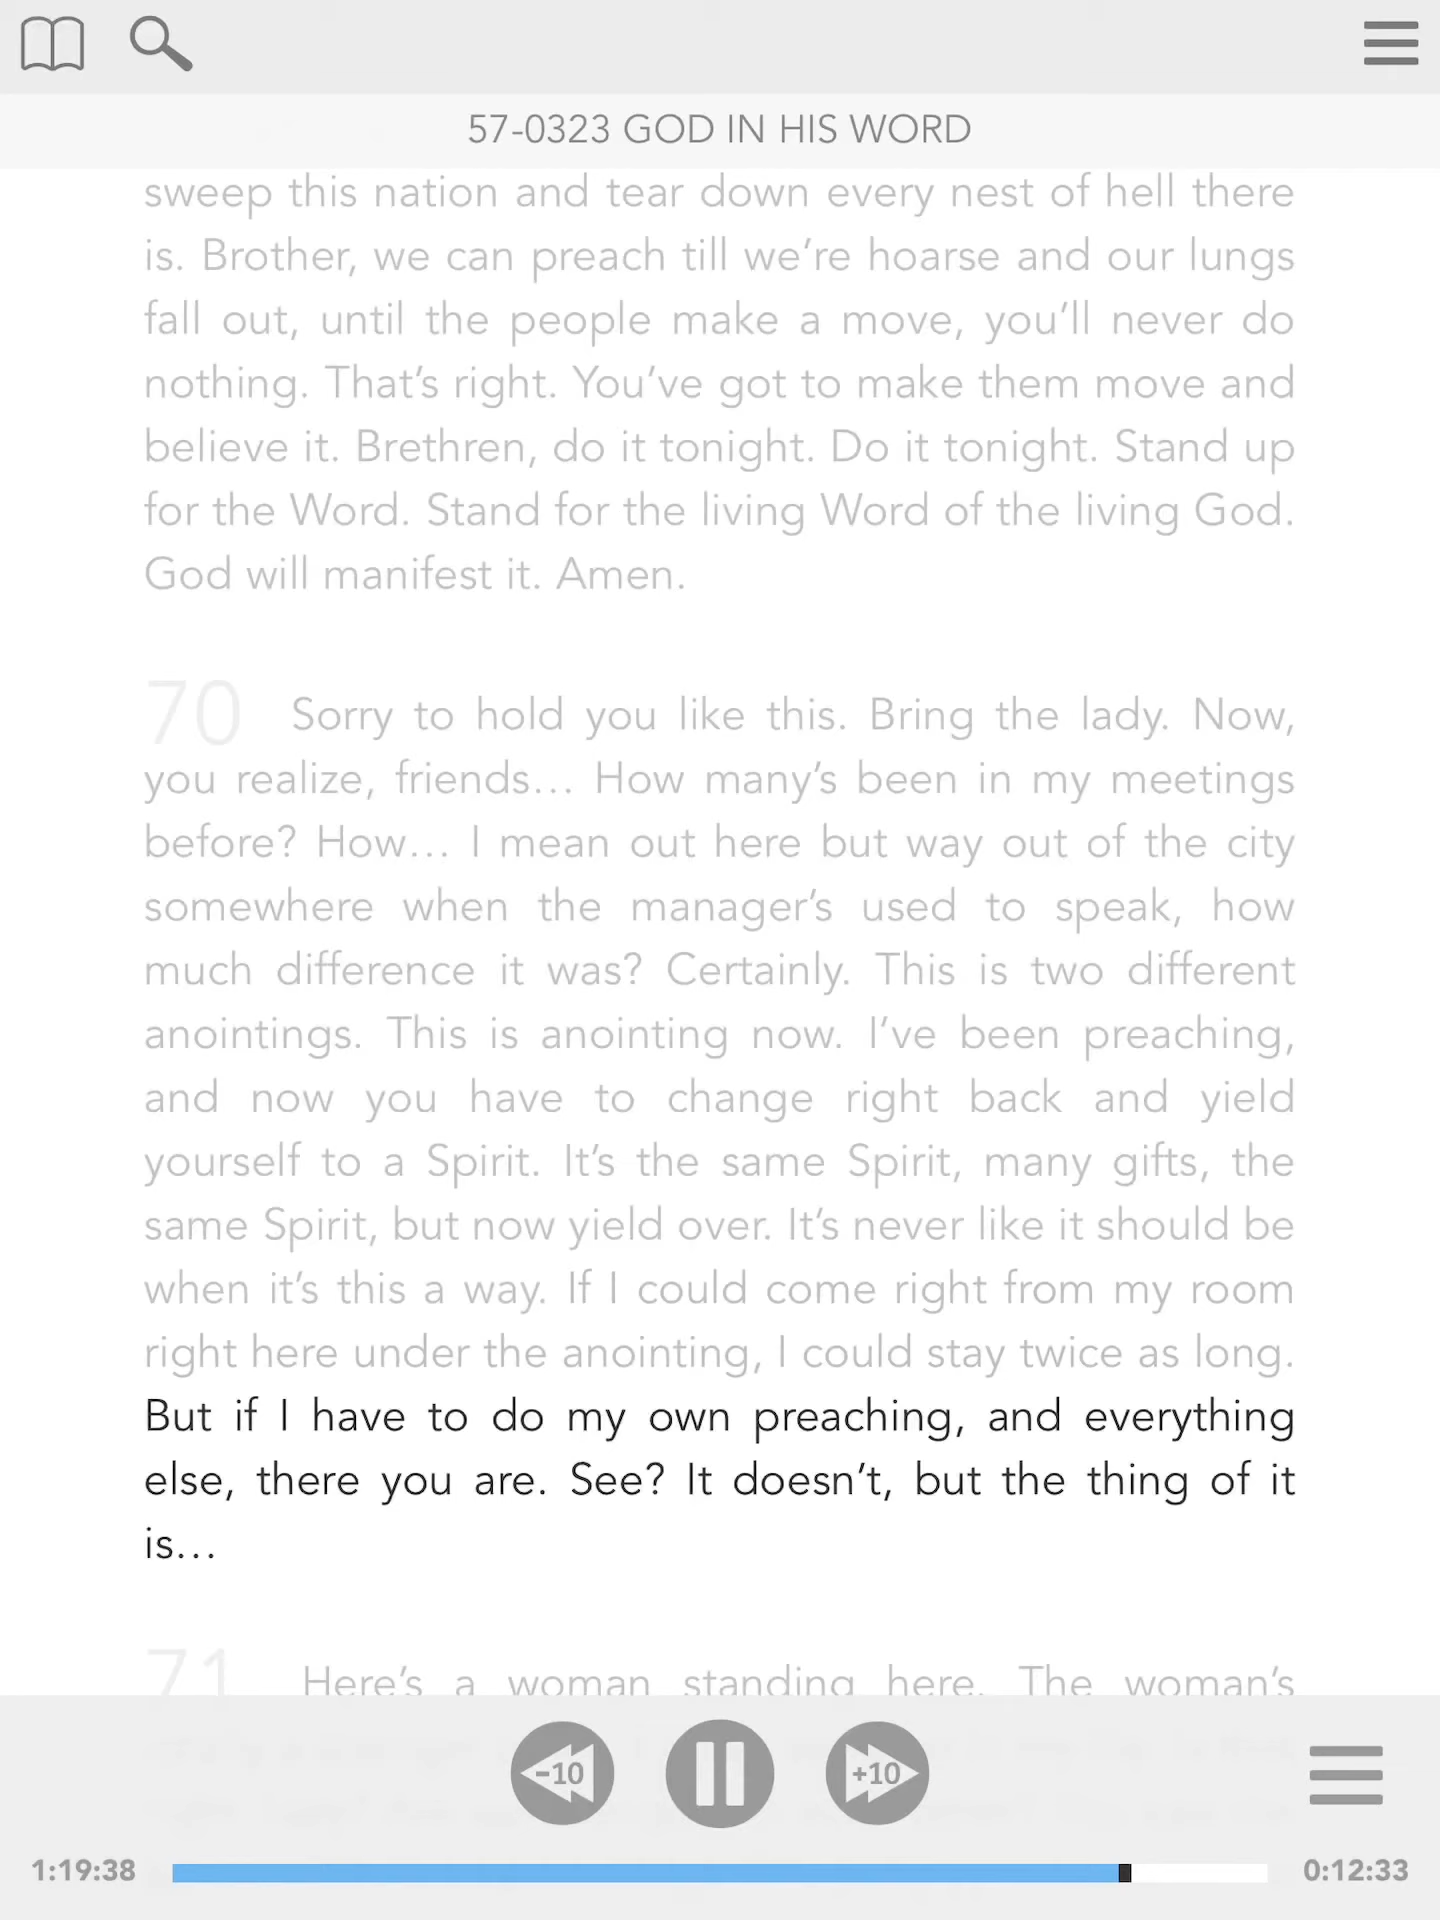 57-0323 GOD IN HIS WORD
sweep this nation and tear down every nest of hell there
is. Brother, we can preach till we’re hoarse and our lungs
fall out, until the people make a move, you’ll never do
nothing. That’s right. You’ve got to make them move and
believe it. Brethren, do it tonight. Do it tonight. Stand up
for the Word. Stand for the living Word of the living God.
God will manifest it. Amen.
70 Sorry to hold you like this. Bring the lady. Now,
you realize, friends… How many’s been in my meetings
before? How… I mean out here but way out of the city
somewhere when the manager’s used to speak, how
much difference it was? Certainly. This is two different
anointings. This is anointing now. I’ve been preaching,
and now you have to change right back and yield
yourself to a Spirit. It’s the same Spirit, many gifts, the
same Spirit, but now yield over. It’s never like it should be
when it’s this a way. If I could come right from my room
right here under the anointing, I could stay twice as long.
But if I have to do my own preaching, and everything
else, there you are. See? It doesn’t, but the thing of it
is…
71 Here’s a woman standing here. The woman’s
-10 +10
1:19:38 0:12:33